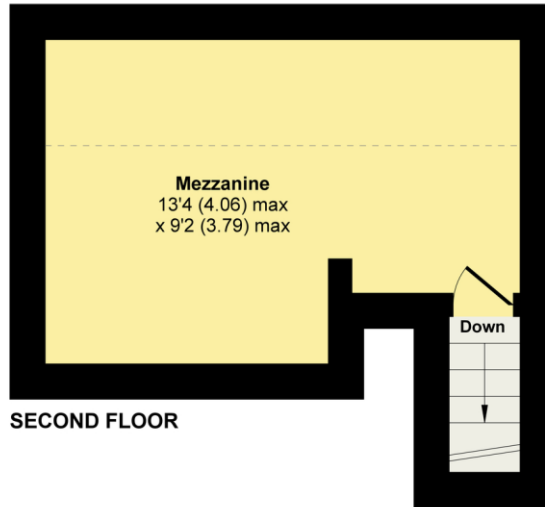 Mezzanine
13'4 (4.06) max
x 9'2 (3.79) max
Down
SECOND FLOOR